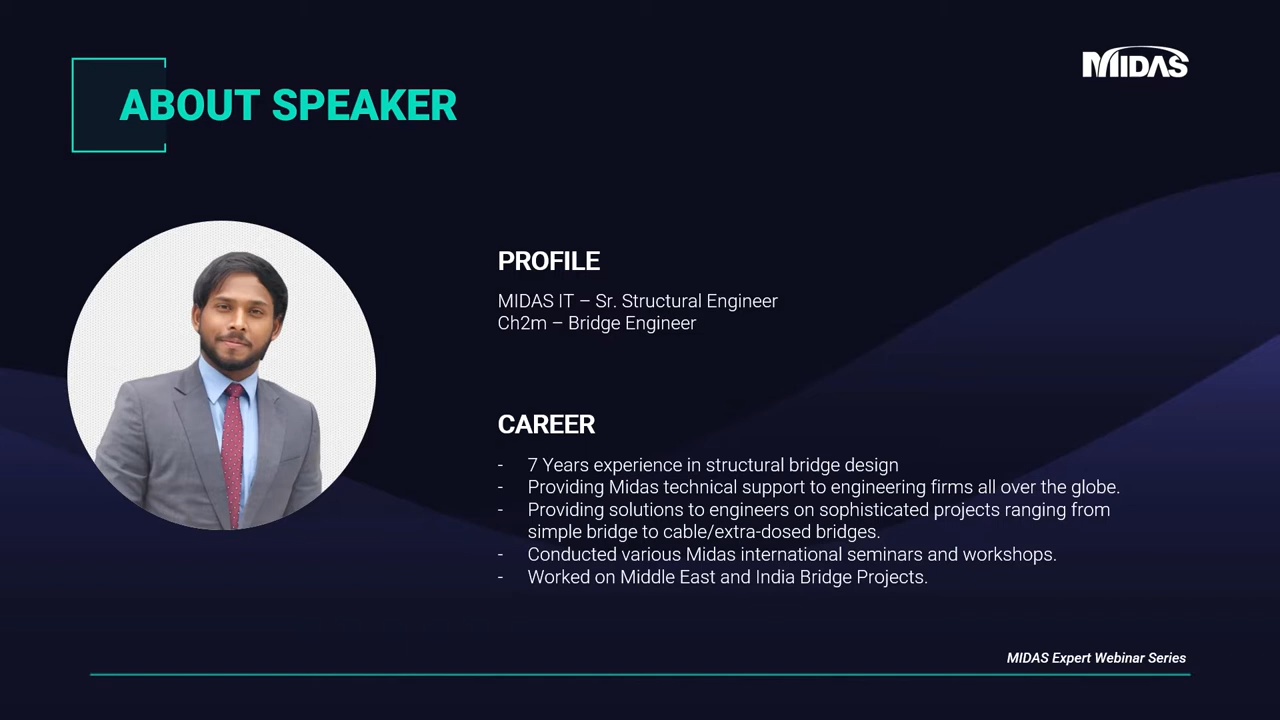 MIDAS
ABOUT SPEAKER
PROFILE
MIDAS IT – Sr. Structural Engineer
Ch2m – Bridge Engineer
CAREER
- 7 Years experience in structural bridge design
- Providing Midas technical support to engineering firms all over the globe.
- Providing solutions to engineers on sophisticated projects ranging from
simple bridge to cable/extra-dosed bridges.
- Conducted various Midas international seminars and workshops.
- Worked on Middle East and India Bridge Projects.
MIDAS Expert Webinar Series